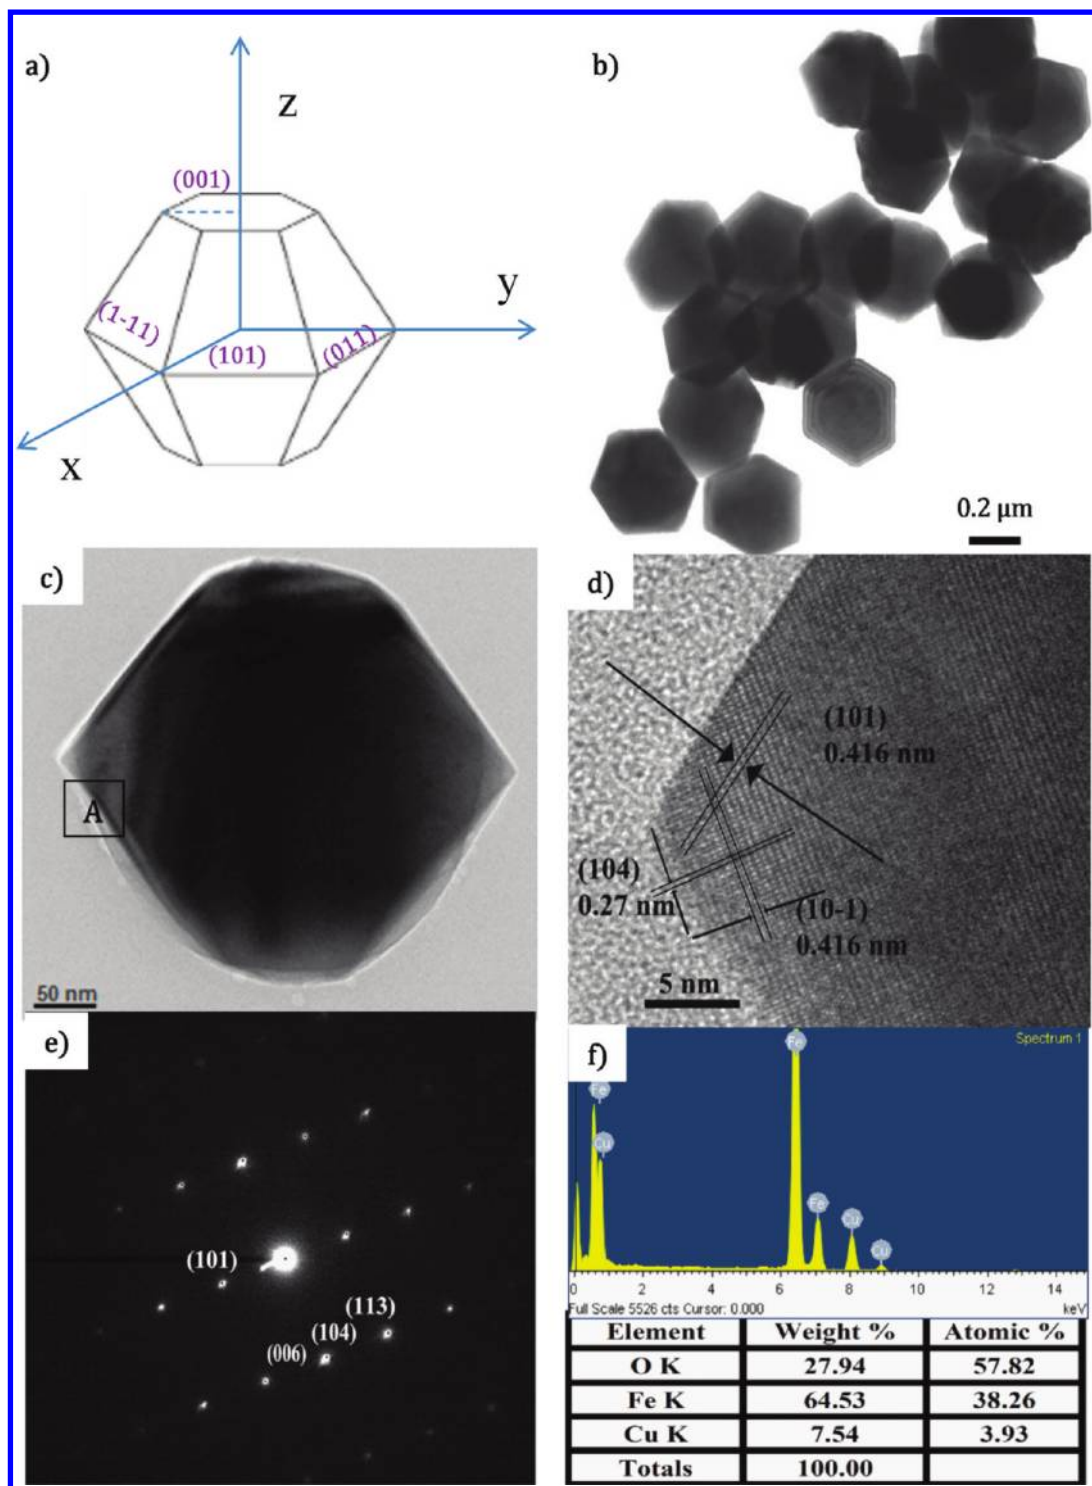 a)
z
(001)
y
(1-11)
(101)
(011)
x
b)
0.2 μm
c)
A
50 nm
d)
(101)
0.416 nm
(104)
0.27 nm
(10-1)
0.416 nm
5 nm
e)
(101)
(113)
(104)
(006)
f)
Spectrum 1
Fe
Fe
Cu
Fe
Cu
Cu
0 2 4 6 8 10 12 14
Full Scale 5526 cts Cursor: 0.000 keV
Element Weight % Atomic %
O K 27.94 57.82
Fe K 64.53 38.26
Cu K 7.54 3.93
Totals 100.00